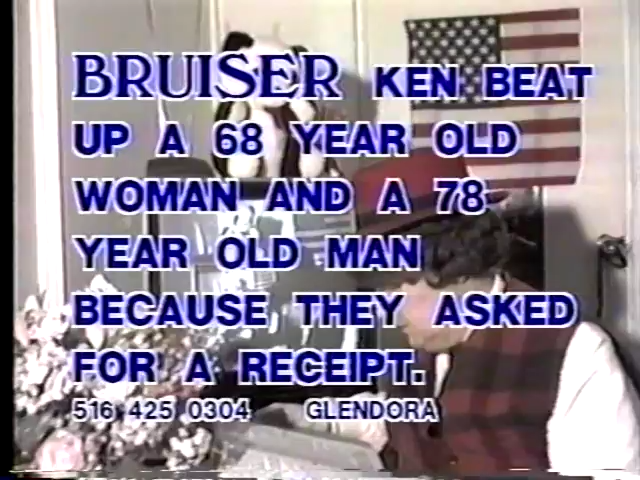 BRUISER KEN BEAT
UP A 68 YEAR OLD
WOMAN AND A 78
YEAR OLD MAN
BECAUSE THEY ASKED
FOR A RECEIPT.
516 425 0304 GLENDORA